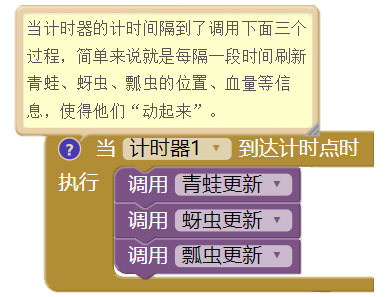 当计时器的计时间隔到了调用下面三个
过程，简单来说就是每隔一段时间刷新
青蛙、蚜虫、瓢虫的位置、血量等信
息，使得他们“动起来”。
? 当 计时器1 到达计时点时
执行 调用 青蛙更新
调用 蚜虫更新
调用 瓢虫更新